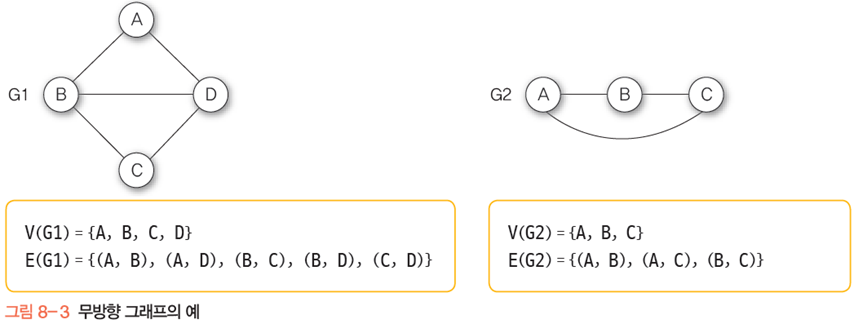 A
G1
B
D
C
G2
A
B
C
V(G1) = {A, B, C, D}
E(G1) = {(A, B), (A, D), (B, C), (B, D), (C, D)}
V(G2) = {A, B, C}
E(G2) = {(A, B), (A, C), (B, C)}
그림 8-3 무방향 그래프의 예